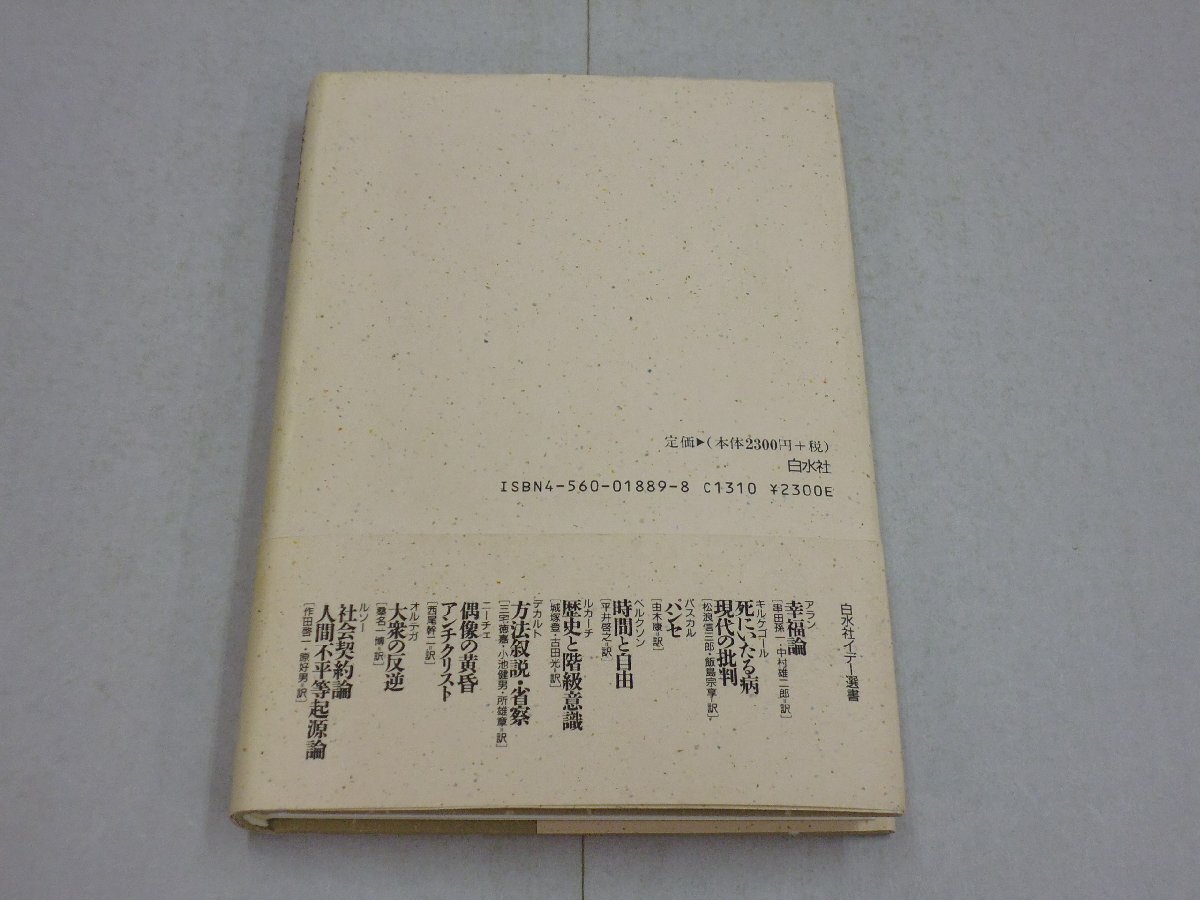 定価▶(本体2300円+税)
白水社
ISBN4-560-01889-8 C1310 ¥2300E
白水社イデー選書
アラン
幸福論
[串田孫一・中村雄二郎=訳]
キルケゴール
死にいたる病
現代の批判
[松浪信三郎・飯島宗享=訳]
パスカル
パンセ
[由木康=訳]
ベルクソン
時間と自由
[平井啓之=訳]
ルカーチ
歴史と階級意識
[城塚登・古田光=訳]
デカルト
方法叙説・省察
[三宅徳嘉・小池健男・所雄章=訳]
ニーチェ
偶像の黄昏
アンチクリスト
[西尾幹二=訳]
オルテガ
大衆の反逆
[桑名一博=訳]
ルソー
社会契約論
人間不平等起源論
[作田啓一・原好男=訳]